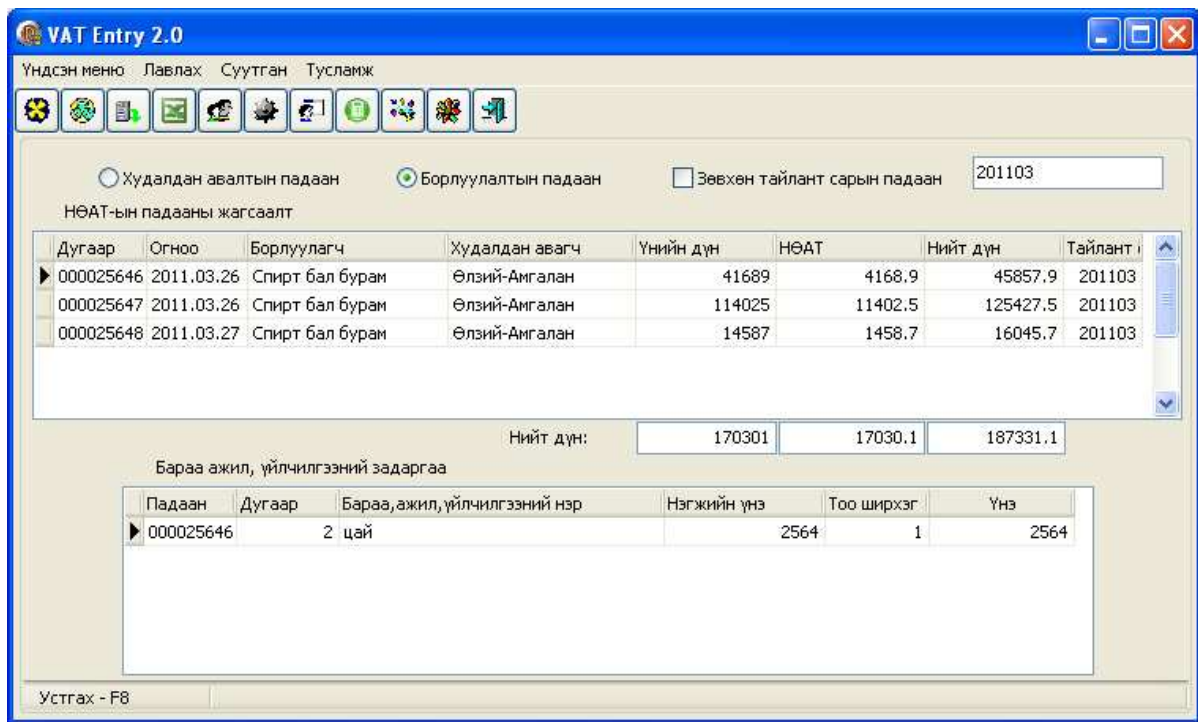 VAT Entry 2.0
Үндсэн меню Лавлах Суутган Тусламж
Худалдан авалтын падаан Борлуулалтын падаан Зөвхөн тайлант сарын падаан 201103
НӨАТ-ын падааны жагсаалт
Дугаар Огноо Борлуулагч Худалдан авагч Үнийн дүн НӨАТ Нийт дүн Тайлант
000025646 2011.03.26 Спирт бал бурам Өлзий-Амгалан 41689 4168.9 45857.9 201103
000025647 2011.03.26 Спирт бал бурам Өлзий-Амгалан 114025 11402.5 125427.5 201103
000025648 2011.03.27 Спирт бал бурам Өлзий-Амгалан 14587 1458.7 16045.7 201103
Нийт дүн: 170301 17030.1 187331.1
Бараа ажил, үйлчилгээний задаргаа
Падаан Дугаар Бараа,ажил,үйлчилгээний нэр Нэгжийн үнэ Тоо ширхэг Үнэ
000025646 2 цай 2564 1 2564
Устгах - F8